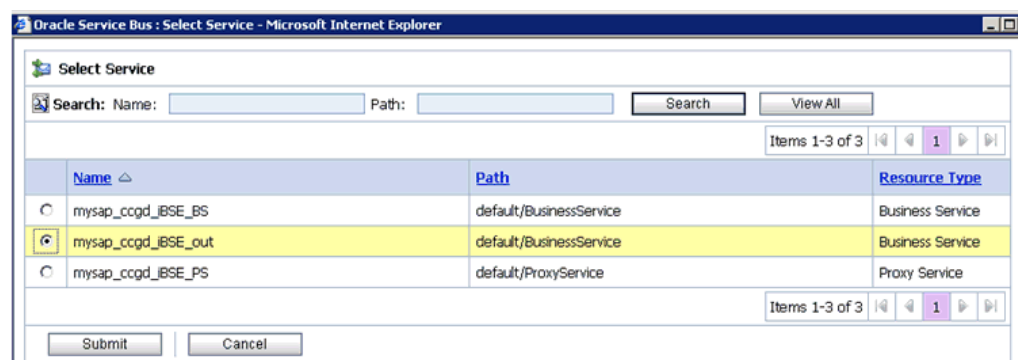 Oracle Service Bus : Select Service - Microsoft Internet Explorer
Select Service
Search: Name: Path: Search View All
Items 1-3 of 3 1
Name Path Resource Type
mysap_ccgd_iBSE_BS default/BusinessService Business Service
mysap_ccgd_iBSE_out default/BusinessService Business Service
mysap_ccgd_iBSE_PS default/ProxyService Proxy Service
Items 1-3 of 3 1
Submit Cancel